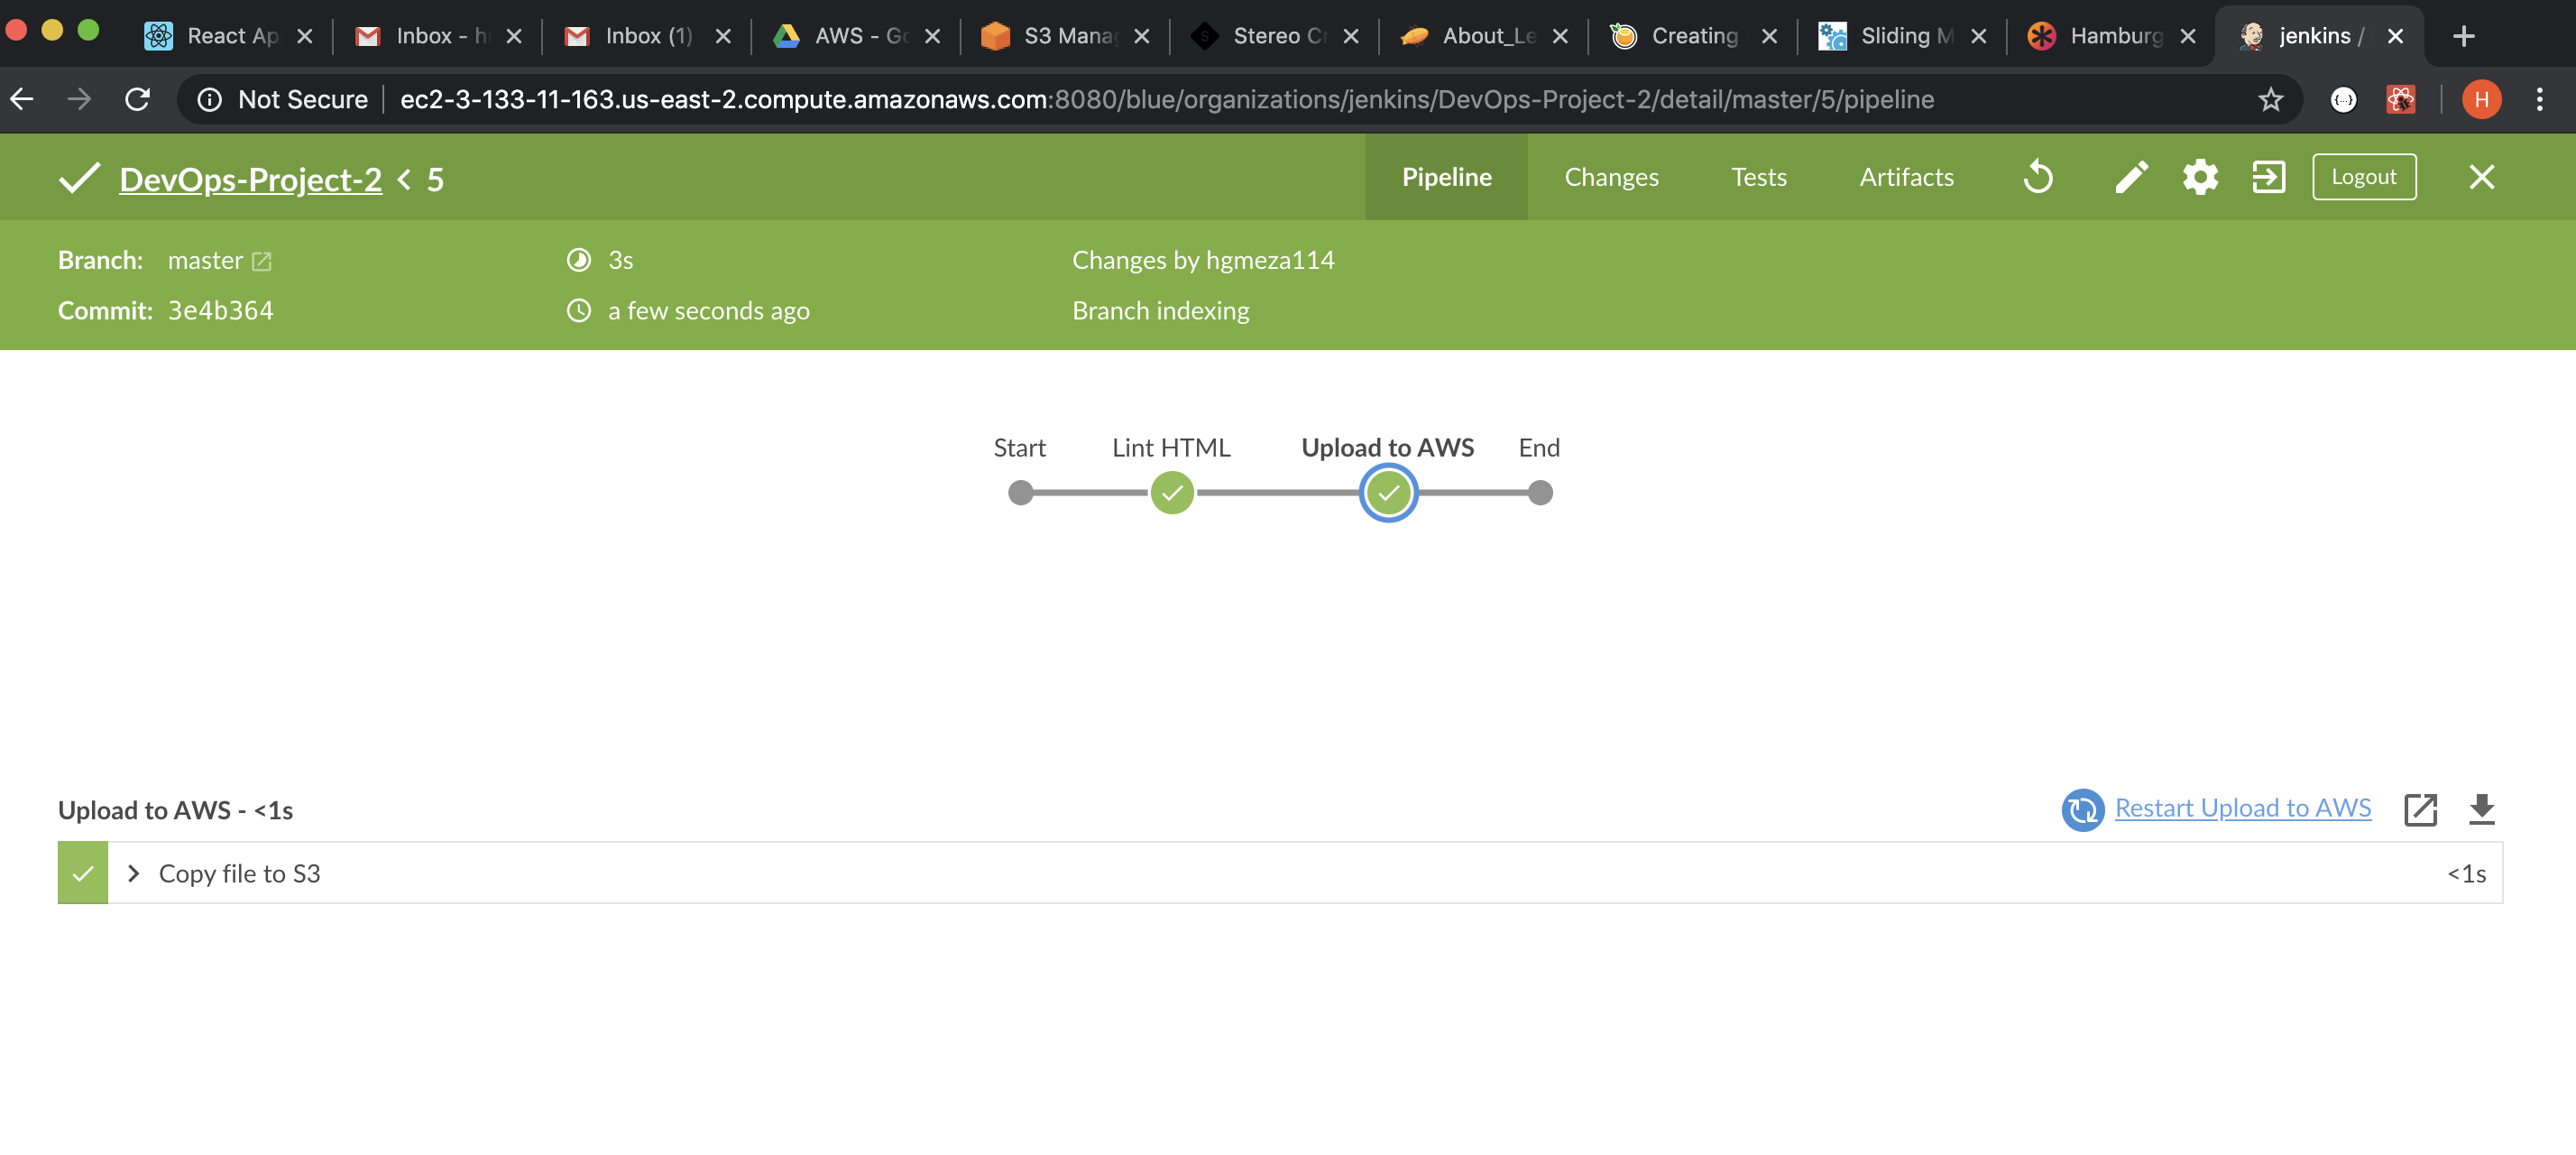 React Ap
Inbox - h
Inbox (1)
AWS - Go
S3 Mana
Stereo C
About_Le
Creating
Sliding M
Hamburg
jenkins /
Not Secure
ec2-3-133-11-163.us-east-2.compute.amazonaws.com:8080/blue/organizations/jenkins/DevOps-Project-2/detail/master/5/pipeline
H
DevOps-Project-2 < 5
Pipeline
Changes
Tests
Artifacts
Logout
Branch: master
3s
Changes by hgmeza114
Commit: 3e4b364
a few seconds ago
Branch indexing
Start
Lint HTML
Upload to AWS
End
Upload to AWS - <1s
Restart Upload to AWS
Copy file to S3
<1s